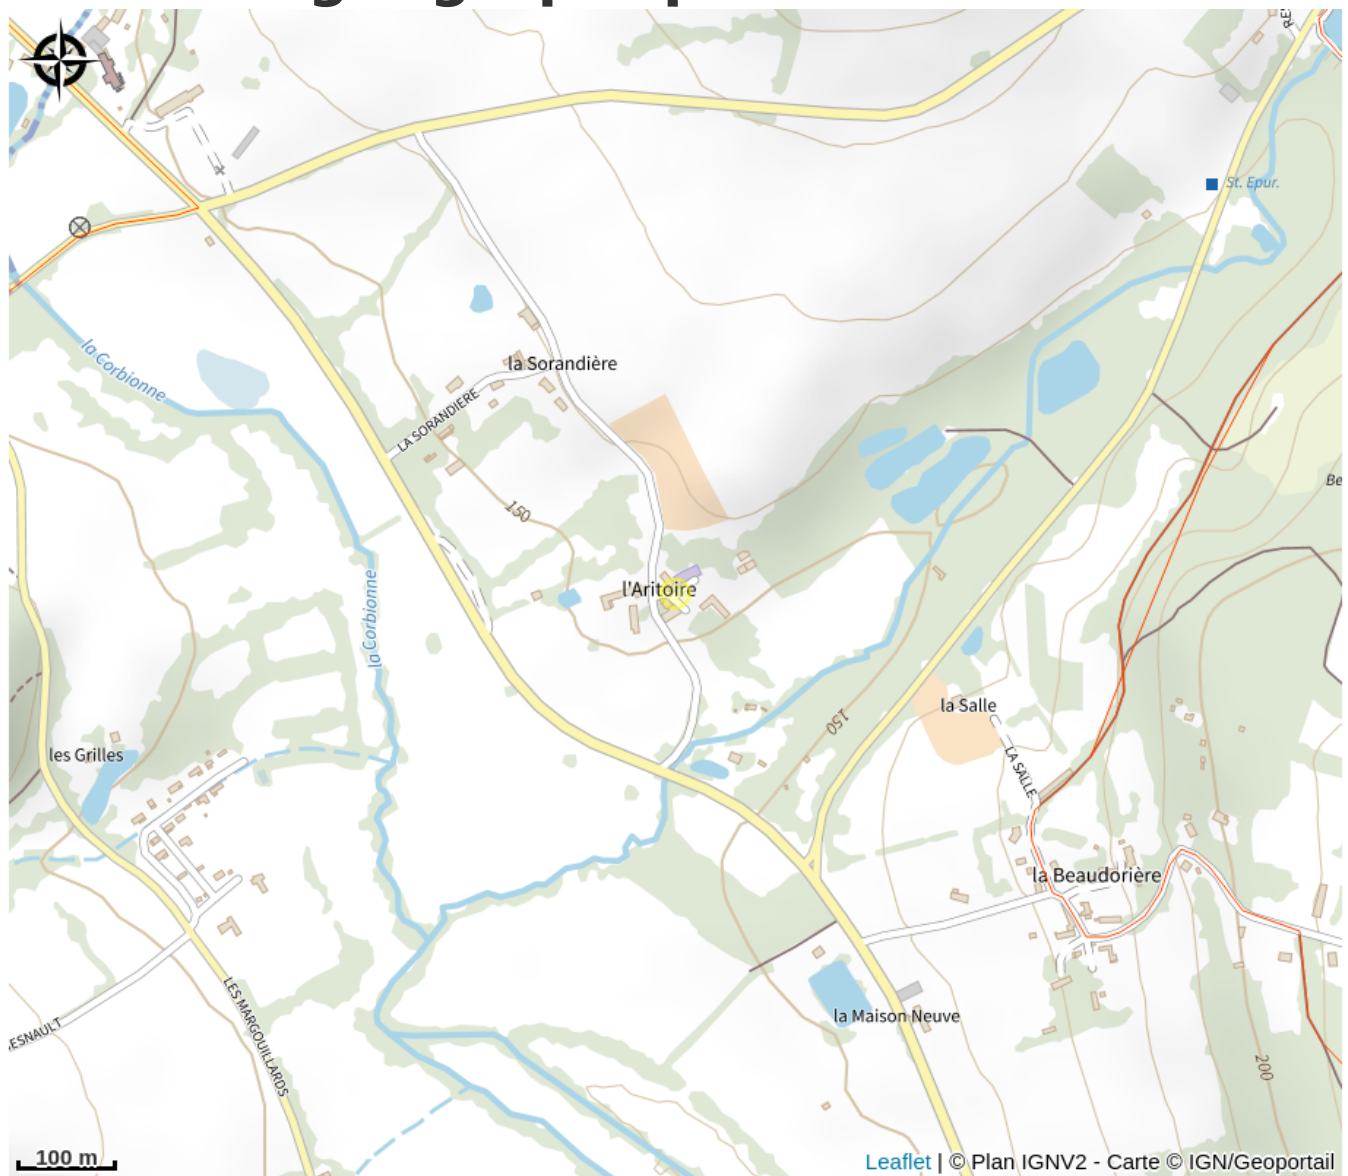 St. Epur.
la Corbionne
la Sorandière
LA SORANDIERE
150
l'Aritoire
la Corbionne
la Salle
150
les Grilles
LA SALLE
la Beaudorière
LES MARGOUILLARDS
la Maison Neuve
200
100 m
Leaflet | © Plan IGNV2 - Carte © IGN/Geoportail